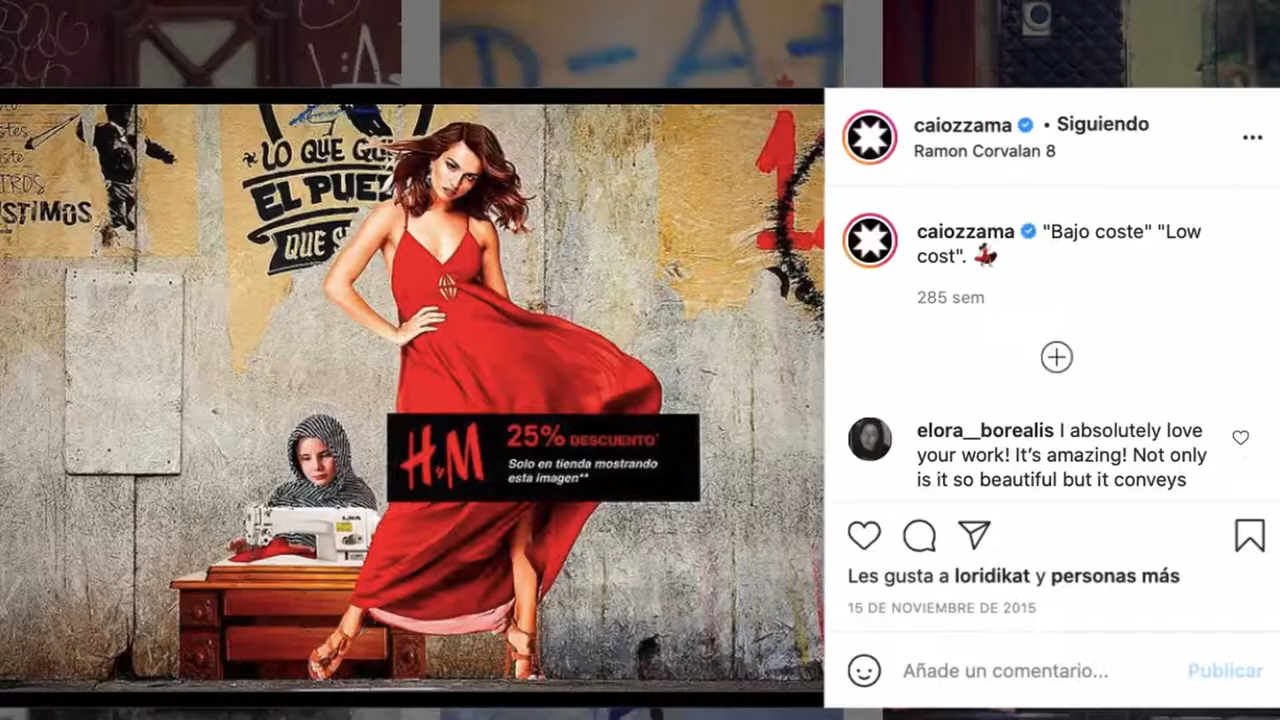 D-A
LO QUE
EL PUE
QUE
STIMOS
1
H&M
25% DESCUENTO*
Solo en tienda mostrando
esta imagen**
caiozzama • Siguiendo
Ramon Corvalan 8
caiozzama "Bajo coste" "Low
cost". 💃
285 sem
elora__borealis I absolutely love
your work! It’s amazing! Not only
is it so beautiful but it conveys
Les gusta a loridikat y personas más
15 DE NOVIEMBRE DE 2015
Añade un comentario...
Publicar